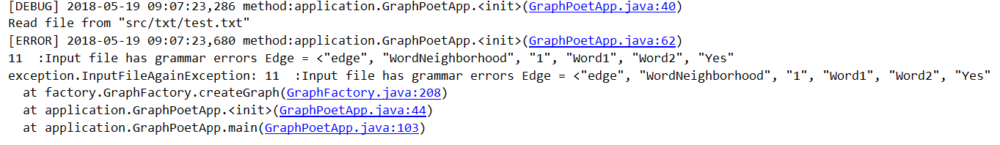 [DEBUG] 2018-05-19 09:07:23,286 method:application.GraphPoetApp.<init>(GraphPoetApp.java:40)
Read file from "src/txt/test.txt"
[ERROR] 2018-05-19 09:07:23,680 method:application.GraphPoetApp.<init>(GraphPoetApp.java:62)
11  :Input file has grammar errors Edge = <"edge", "WordNeighborhood", "1", "Word1", "Word2", "Yes"
exception.InputFileAgainException: 11  :Input file has grammar errors Edge = <"edge", "WordNeighborhood", "1", "Word1", "Word2", "Yes"
  at factory.GraphFactory.createGraph(GraphFactory.java:208)
  at application.GraphPoetApp.<init>(GraphPoetApp.java:44)
  at application.GraphPoetApp.main(GraphPoetApp.java:103)